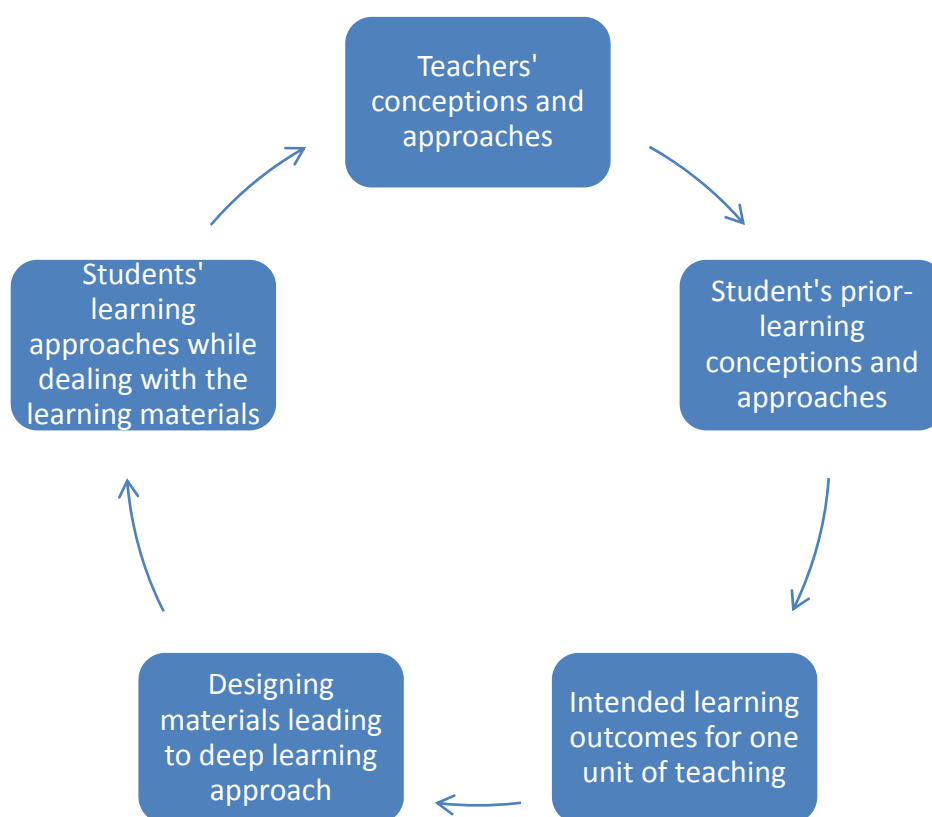 Teachers'
conceptions and
approaches
Student's prior-
learning
conceptions and
approaches
Intended learning
outcomes for one
unit of teaching
Designing
materials leading
to deep learning
approach
Students'
learning
approaches while
dealing with the
learning materials